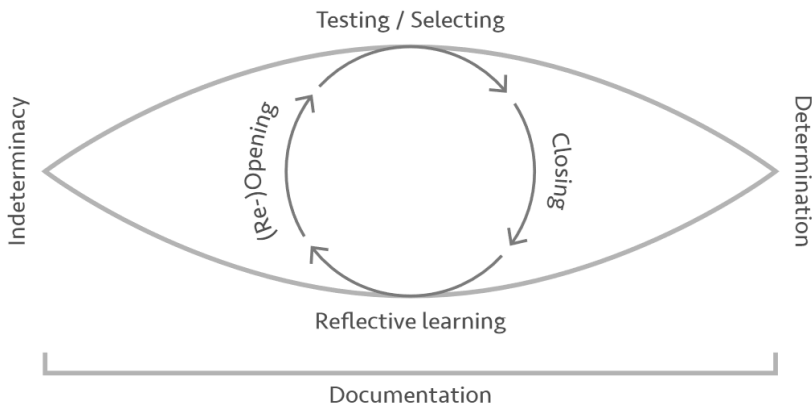 Testing / Selecting
Indeterminacy
(Re-)Opening
Closing
Determination
Reflective learning
Documentation